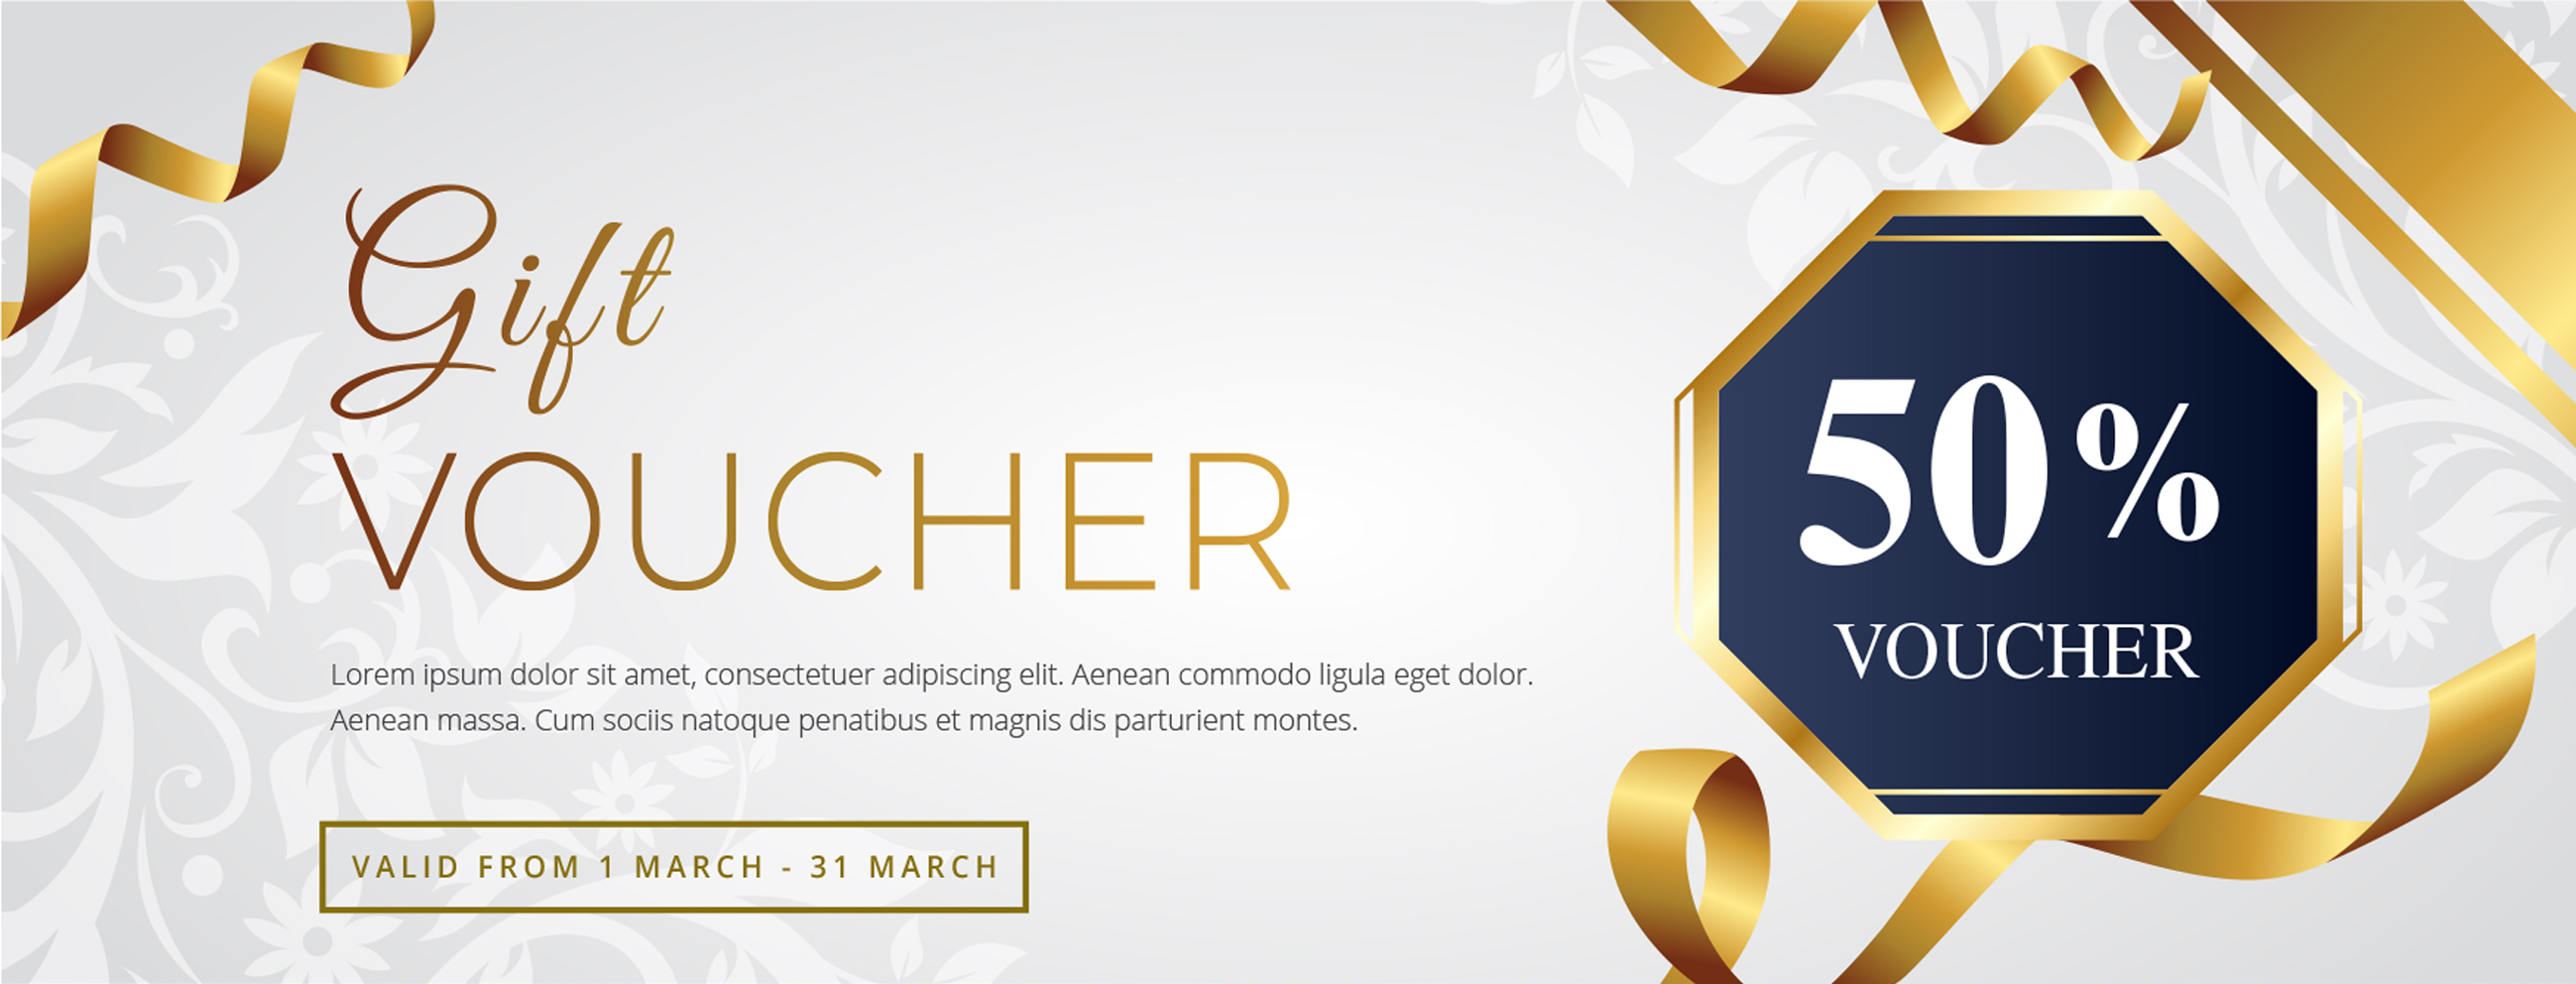 Gift
VOUCHER
Lorem ipsum dolor sit amet, consectetuer adipiscing elit. Aenean commodo ligula eget dolor.
Aenean massa. Cum sociis natoque penatibus et magnis dis parturient montes.
VALID FROM 1 MARCH - 31 MARCH
50%
VOUCHER